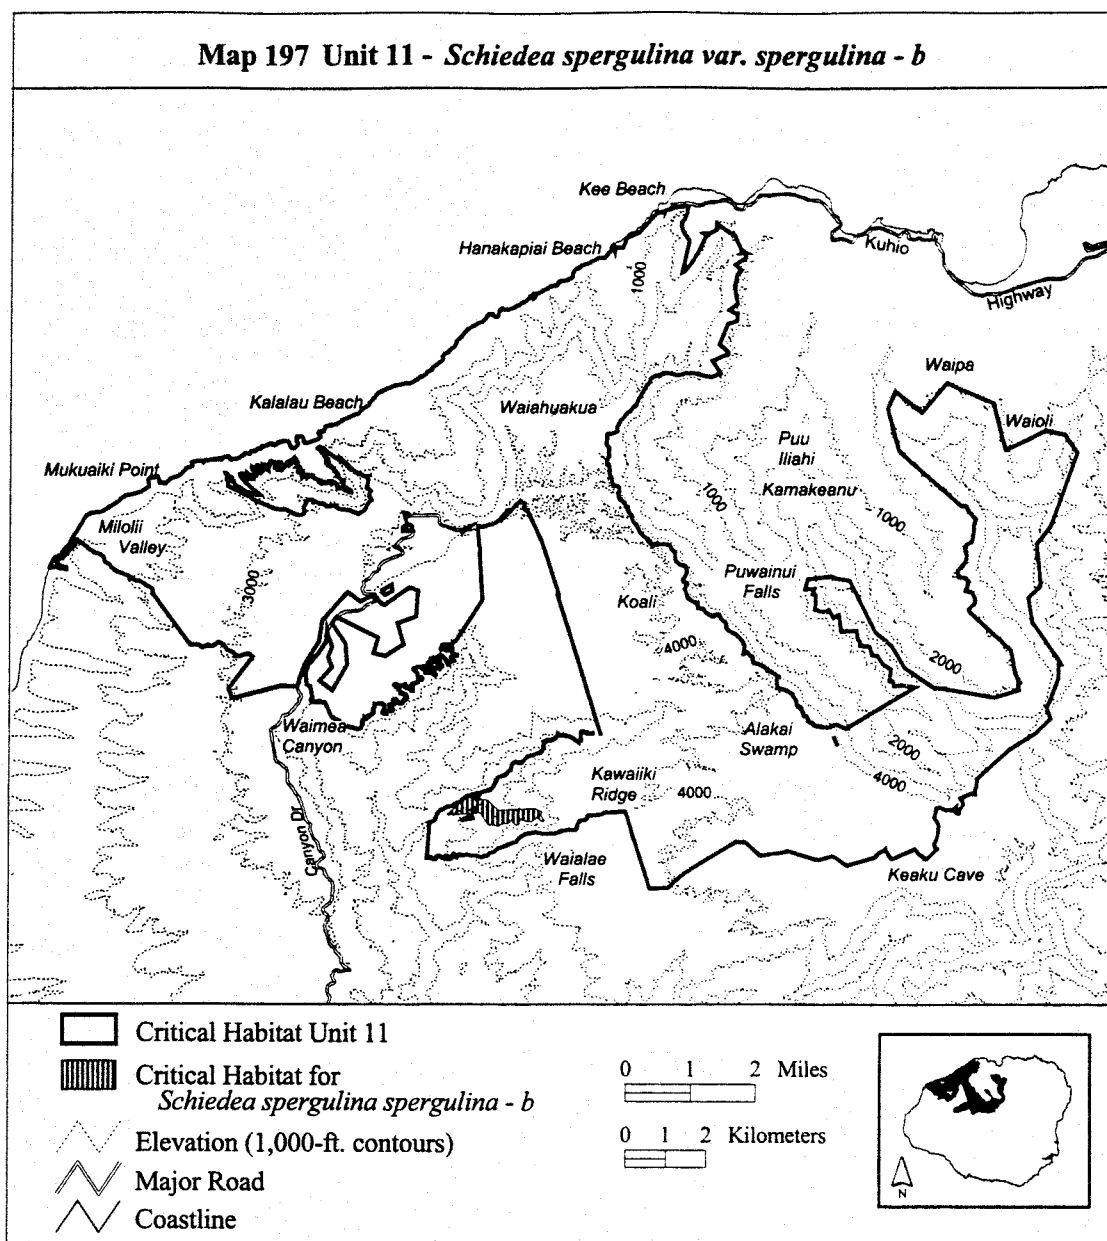 Map 197 Unit 11 - Schiedea spergulina var. spergulina - b
Kee Beach
Hanakapiai Beach
Kuhio
Highway
1000
Waipa
Kalalau Beach
Waiahuakua
Waioli
Puu
Iliahi
Mukuaiki Point
Kamakeanu
1000
1000
Milolii
Valley
3000
Puwainui
Falls
Koali
4000
2000
Waimea
Canyon
Alakai
Swamp
2000
Kawaiiki
Ridge
4000
4000
Canyon Dr
Waialae
Falls
Keaku Cave
Critical Habitat Unit 11
Critical Habitat for
Schiedea spergulina spergulina - b
Elevation (1,000-ft. contours)
Major Road
Coastline
0 1 2 Miles
0 1 2 Kilometers
N